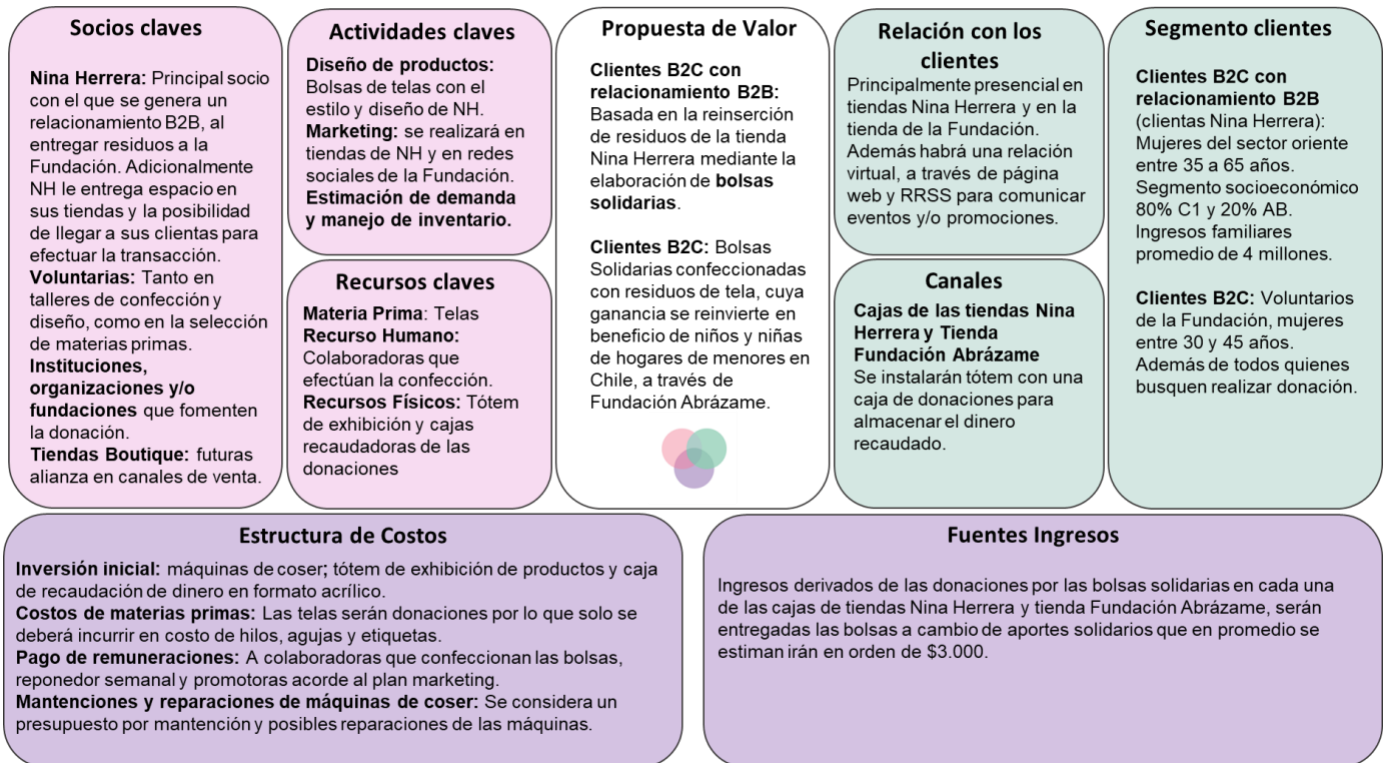 Socios claves
Nina Herrera: Principal socio
con el que se genera un
relacionamiento B2B, al
entregar residuos a la
Fundación. Adicionalmente
NH le entrega espacio en
sus tiendas y la posibilidad
de llegar a sus clientas para
efectuar la transacción.
Voluntarias: Tanto en
talleres de confección y
diseño, como en la selección
de materias primas.
Instituciones,
organizaciones y/o
fundaciones que fomenten
la donación.
Tiendas Boutique: futuras
alianza en canales de venta.
Actividades claves
Diseño de productos:
Bolsas de telas con el
estilo y diseño de NH.
Marketing: se realizará en
tiendas de NH y en redes
sociales de la Fundación.
Estimación de demanda
y manejo de inventario.
Recursos claves
Materia Prima: Telas
Recurso Humano:
Colaboradoras que
efectúan la confección.
Recursos Físicos: Tótem
de exhibición y cajas
recaudadoras de las
donaciones
Propuesta de Valor
Clientes B2C con
relacionamiento B2B:
Basada en la reinserción
de residuos de la tienda
Nina Herrera mediante la
elaboración de bolsas
solidarias.
Clientes B2C: Bolsas
Solidarias confeccionadas
con residuos de tela, cuya
ganancia se reinvierte en
beneficio de niños y niñas
de hogares de menores en
Chile, a través de
Fundación Abrázame.
Relación con los
clientes
Principalmente presencial en
tiendas Nina Herrera y en la
tienda de la Fundación.
Además habrá una relación
virtual, a través de página
web y RRSS para comunicar
eventos y/o promociones.
Canales
Cajas de las tiendas Nina
Herrera y Tienda
Fundación Abrázame
Se instalarán tótem con una
caja de donaciones para
almacenar el dinero
recaudado.
Segmento clientes
Clientes B2C con
relacionamiento B2B
(clientas Nina Herrera):
Mujeres del sector oriente
entre 35 a 65 años.
Segmento socioeconómico
80% C1 y 20% AB.
Ingresos familiares
promedio de 4 millones.
Clientes B2C: Voluntarios
de la Fundación, mujeres
entre 30 y 45 años.
Además de todos quienes
busquen realizar donación.
Estructura de Costos
Inversión inicial: máquinas de coser; tótem de exhibición de productos y caja
de recaudación de dinero en formato acrílico.
Costos de materias primas: Las telas serán donaciones por lo que solo se
deberá incurrir en costo de hilos, agujas y etiquetas.
Pago de remuneraciones: A colaboradoras que confeccionan las bolsas,
reponedor semanal y promotoras acorde al plan marketing.
Mantenciones y reparaciones de máquinas de coser: Se considera un
presupuesto por mantención y posibles reparaciones de las máquinas.
Fuentes Ingresos
Ingresos derivados de las donaciones por las bolsas solidarias en cada una
de las cajas de tiendas Nina Herrera y tienda Fundación Abrázame, serán
entregadas las bolsas a cambio de aportes solidarios que en promedio se
estiman irán en orden de $3.000.